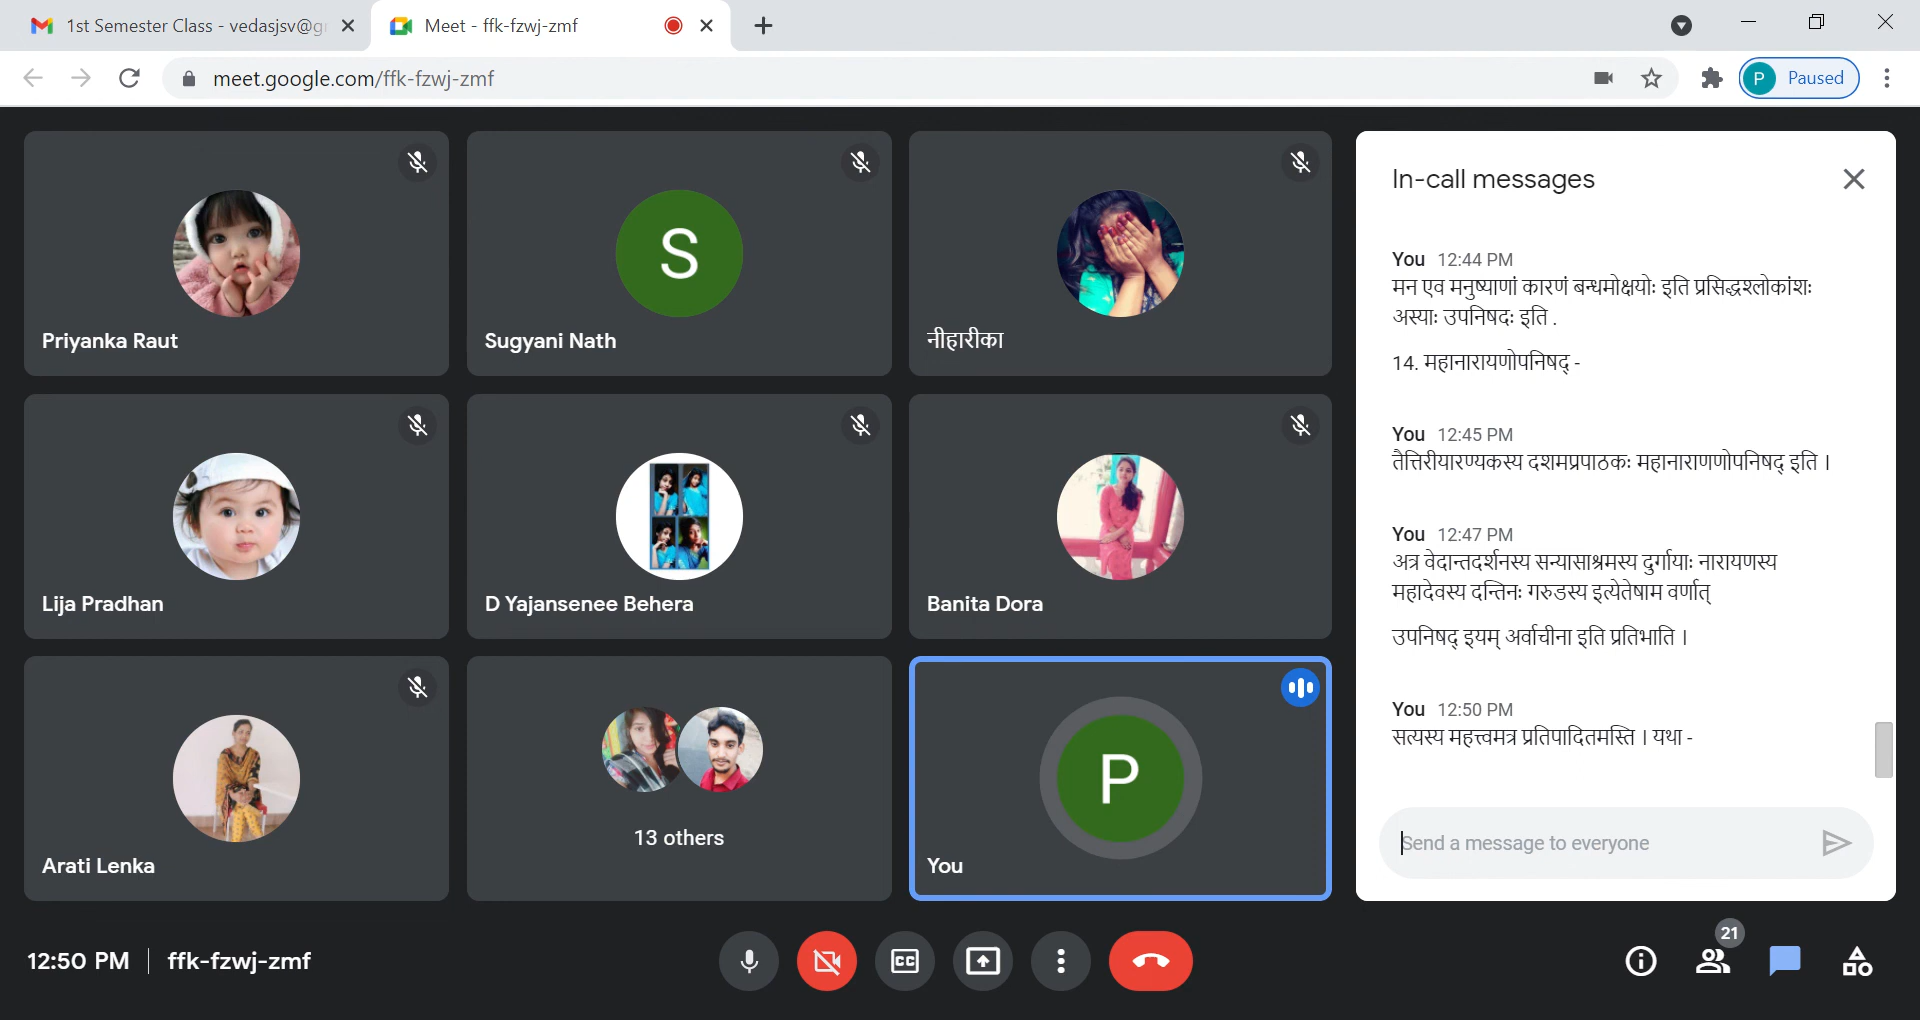 1st Semester Class - vedasjsv@g
Meet - ffk-fzwj-zmf
meet.google.com/ffk-fzwj-zmf
P
Paused
Priyanka Raut
S
Sugyani Nath
नीहारीका
Lija Pradhan
D Yajansenee Behera
Banita Dora
Arati Lenka
13 others
P
You
In-call messages
You 12:44 PM
मन एव मनुष्याणां कारणं बन्धमोक्षयोः इति प्रसिद्धश्लोकांशः
अस्याः उपनिषदः इति .
14. महानारायणोपनिषद् -
You 12:45 PM
तैत्तिरीयारण्यकस्य दशमप्रपाठकः महानाराणणोपनिषद् इति ।
You 12:47 PM
अत्र वेदान्तदर्शनस्य सन्यासाश्रमस्य दुर्गायाः नारायणस्य
महादेवस्य दन्तिनः गरुडस्य इत्येतेषाम वर्णात्
उपनिषद् इयम् अर्वाचीना इति प्रतिभाति ।
You 12:50 PM
सत्यस्य महत्त्वमत्र प्रतिपादितमस्ति । यथा -
Send a message to everyone
12:50 PM
ffk-fzwj-zmf
CC
21